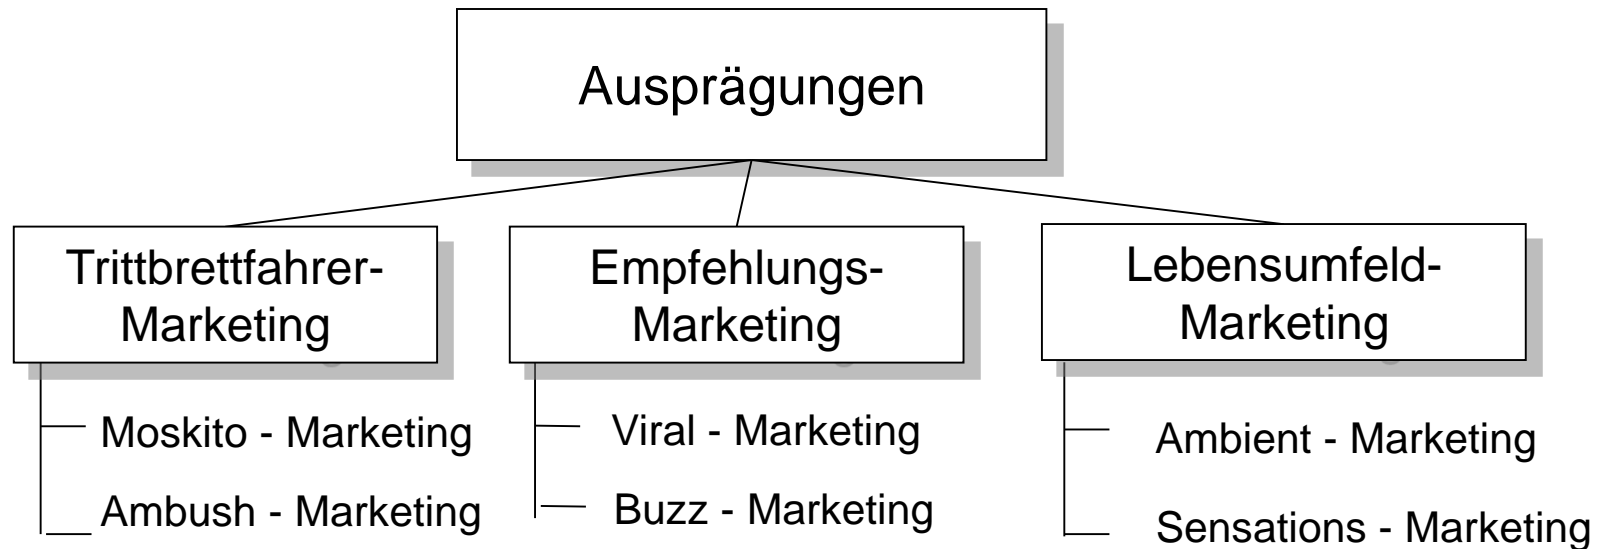 Ausprägungen
Trittbrettfahrer-
Marketing
Moskito - Marketing
Ambush - Marketing
Empfehlungs-
Marketing
Viral - Marketing
Buzz - Marketing
Lebensumfeld-
Marketing
Ambient - Marketing
Sensations - Marketing